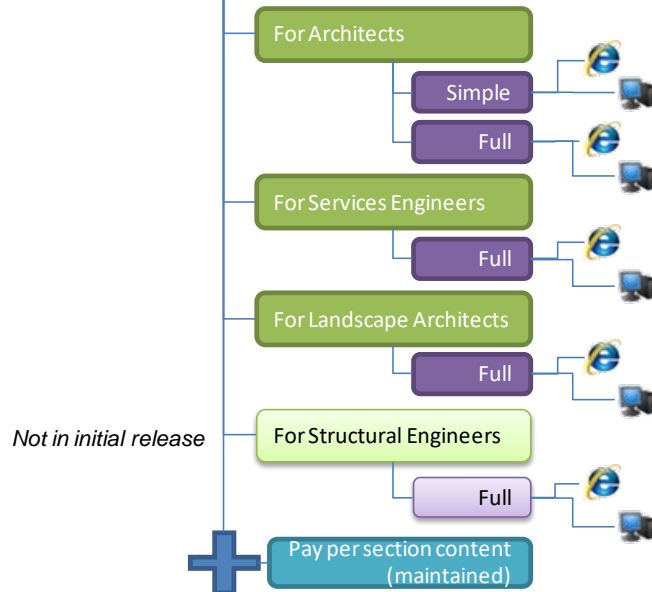 For Architects
Simple
Full
For Services Engineers
Full
For Landscape Architects
Full
Not in initial release
For Structural Engineers
Full
Pay per section content
(maintained)